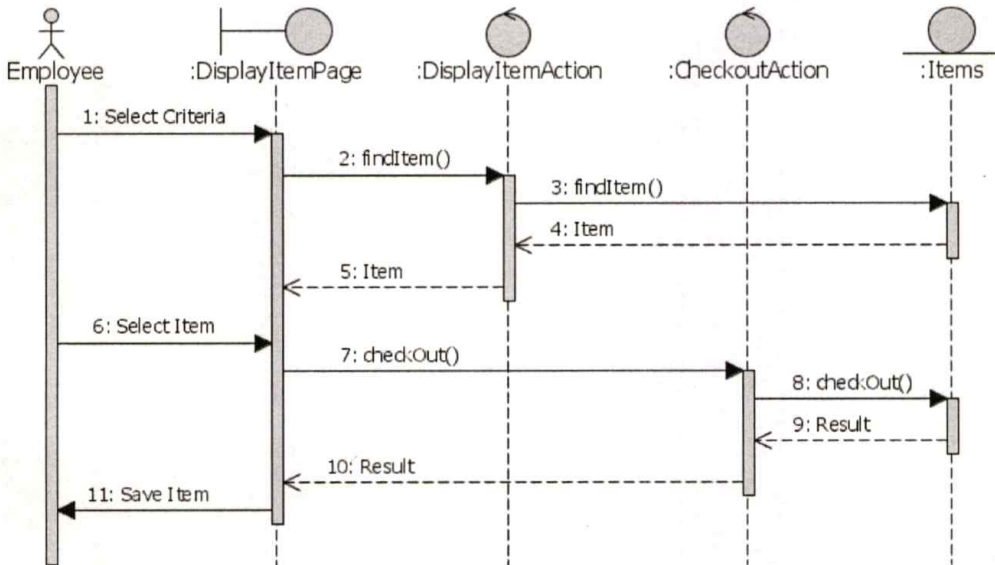 Employee
:DisplayItemPage
:DisplayItemAction
:CheckoutAction
:Items
1: Select Criteria
2: findItem()
3: findItem()
4: Item
5: Item
6: Select Item
7: checkOut()
8: checkOut()
9: Result
10: Result
11: Save Item